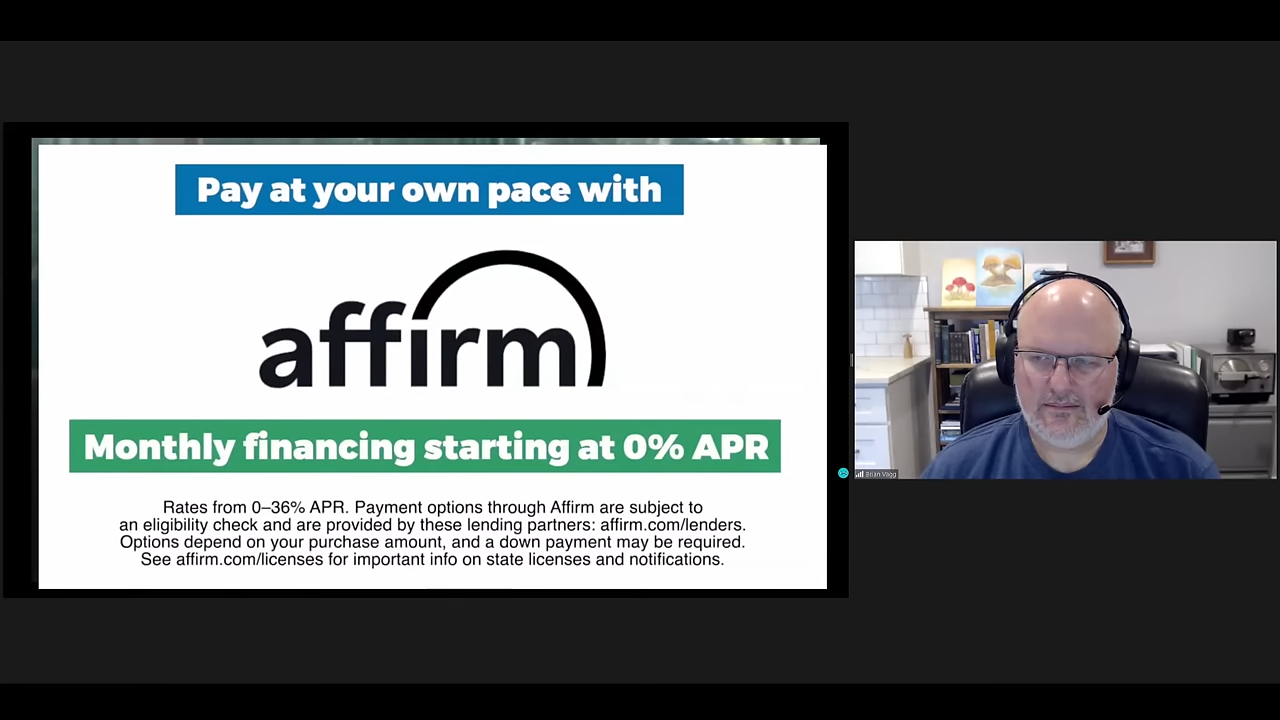 Pay at your own pace with
affirm
Monthly financing starting at 0% APR
Rates from 0–36% APR. Payment options through Affirm are subject to
an eligibility check and are provided by these lending partners: affirm.com/lenders.
Options depend on your purchase amount, and a down payment may be required.
See affirm.com/licenses for important info on state licenses and notifications.